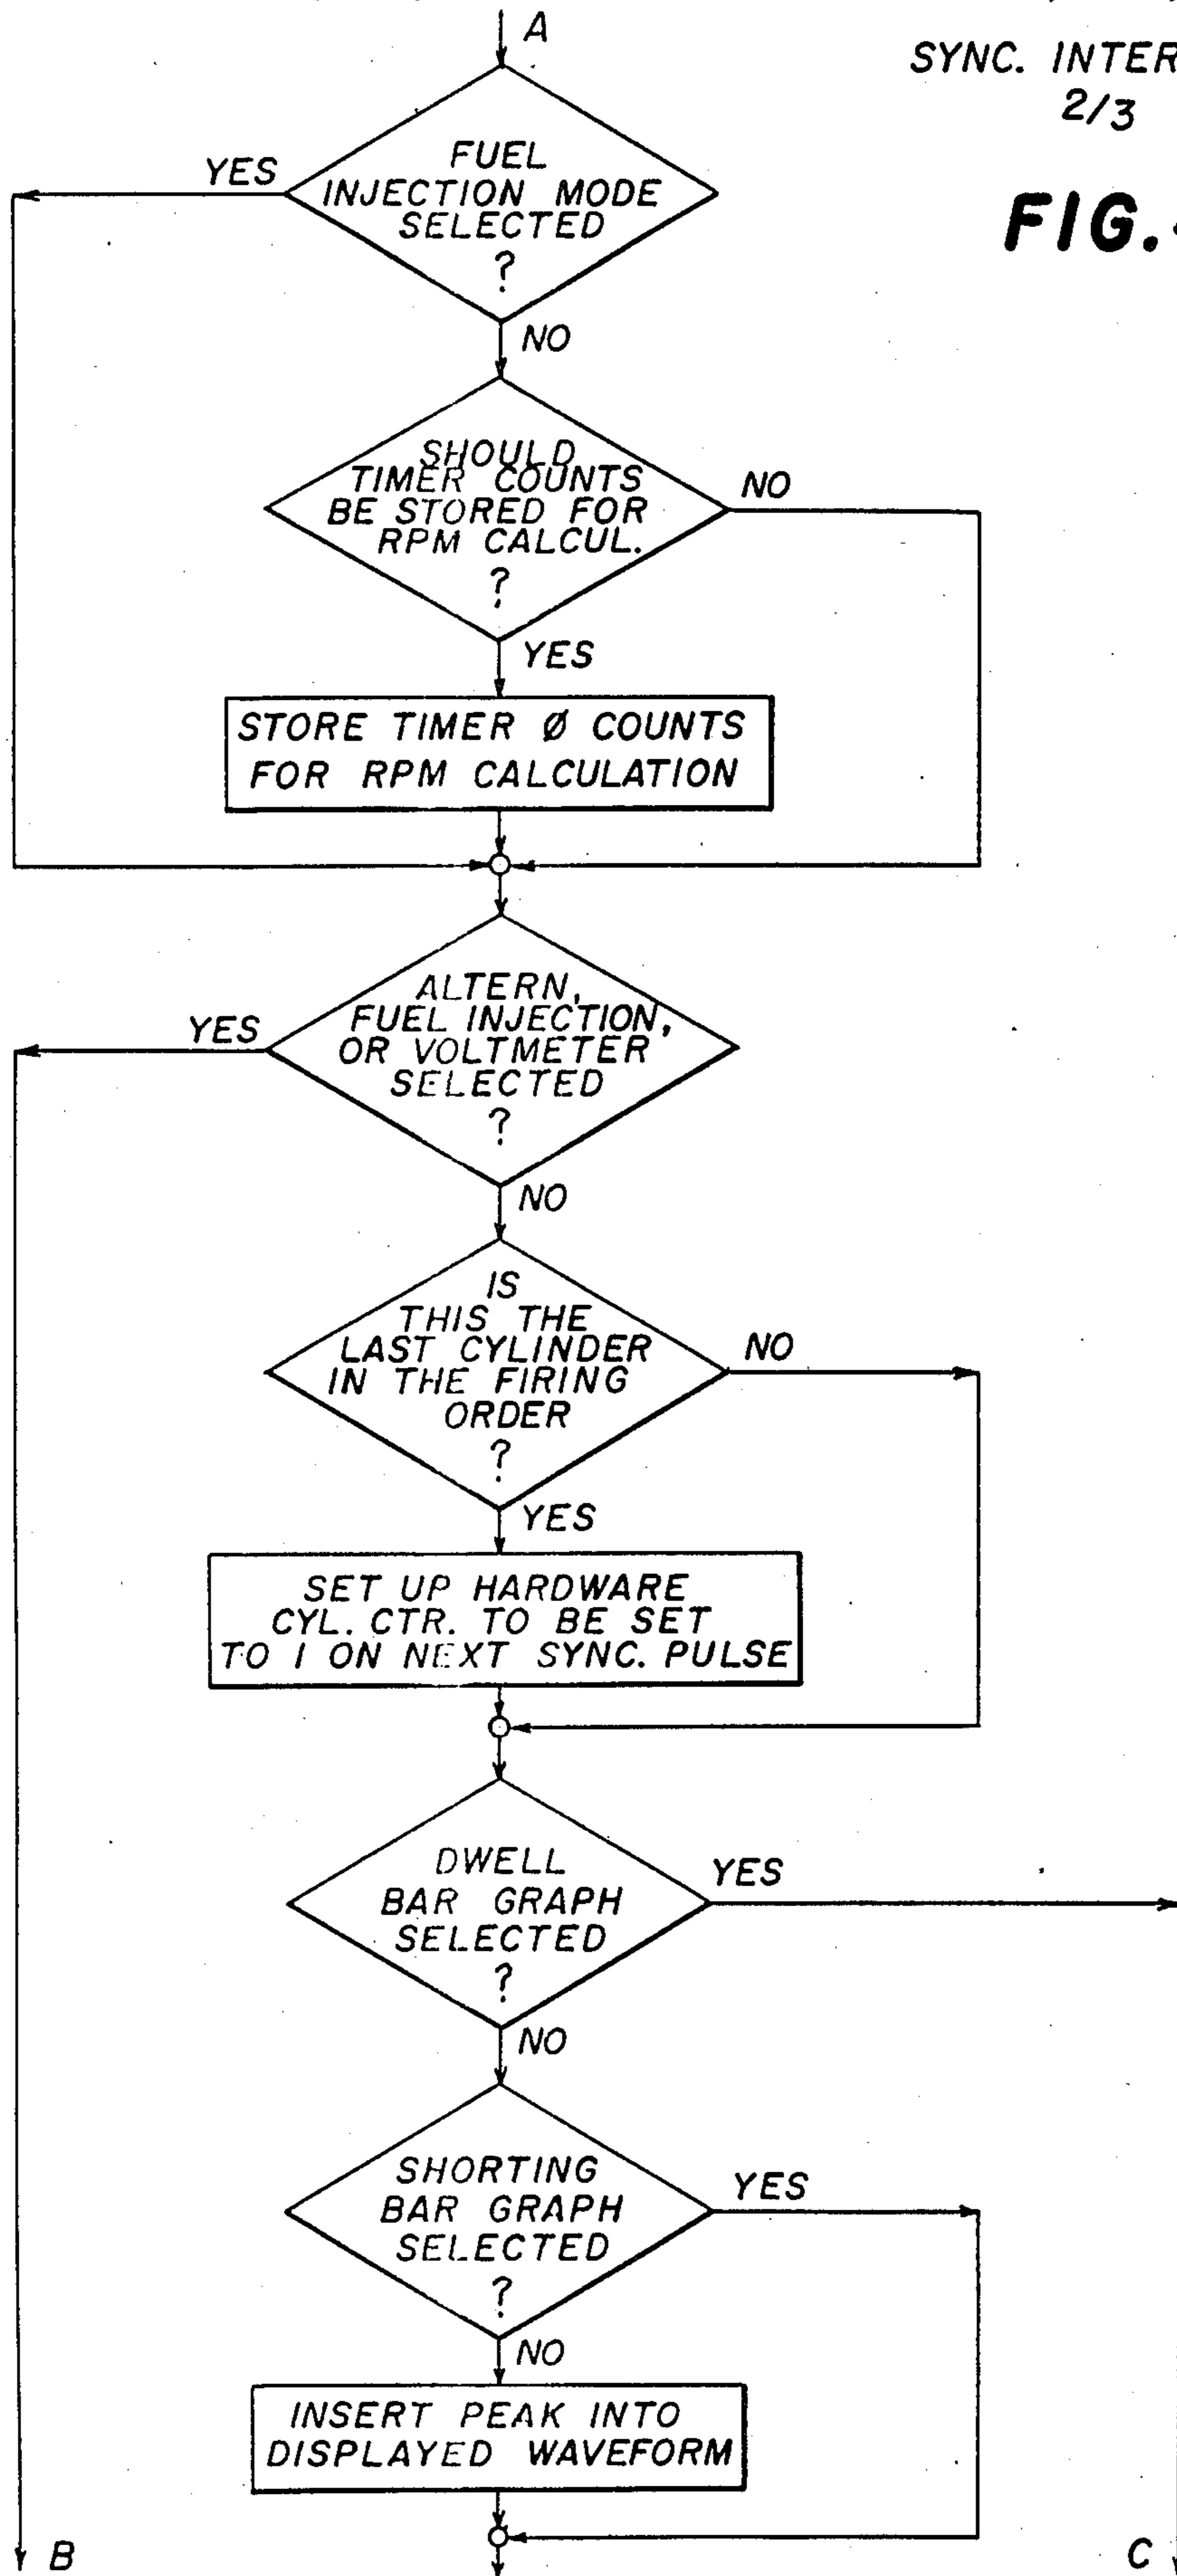 A
SYNC. INTER
2/3
FIG.
FUEL
INJECTION MODE
SELECTED
?
YES
NO
SHOULD
TIMER COUNTS
BE STORED FOR
RPM CALCUL.
?
NO
YES
STORE TIMER Ø COUNTS
FOR RPM CALCULATION
ALTERN,
FUEL INJECTION,
OR VOLTMETER
SELECTED
?
YES
NO
IS
THIS THE
LAST CYLINDER
IN THE FIRING
ORDER
?
NO
YES
SET UP HARDWARE
CYL. CTR. TO BE SET
TO 1 ON NEXT SYNC. PULSE
DWELL
BAR GRAPH
SELECTED
?
YES
NO
SHORTING
BAR GRAPH
SELECTED
?
YES
NO
INSERT PEAK INTO
DISPLAYED WAVEFORM
B
C